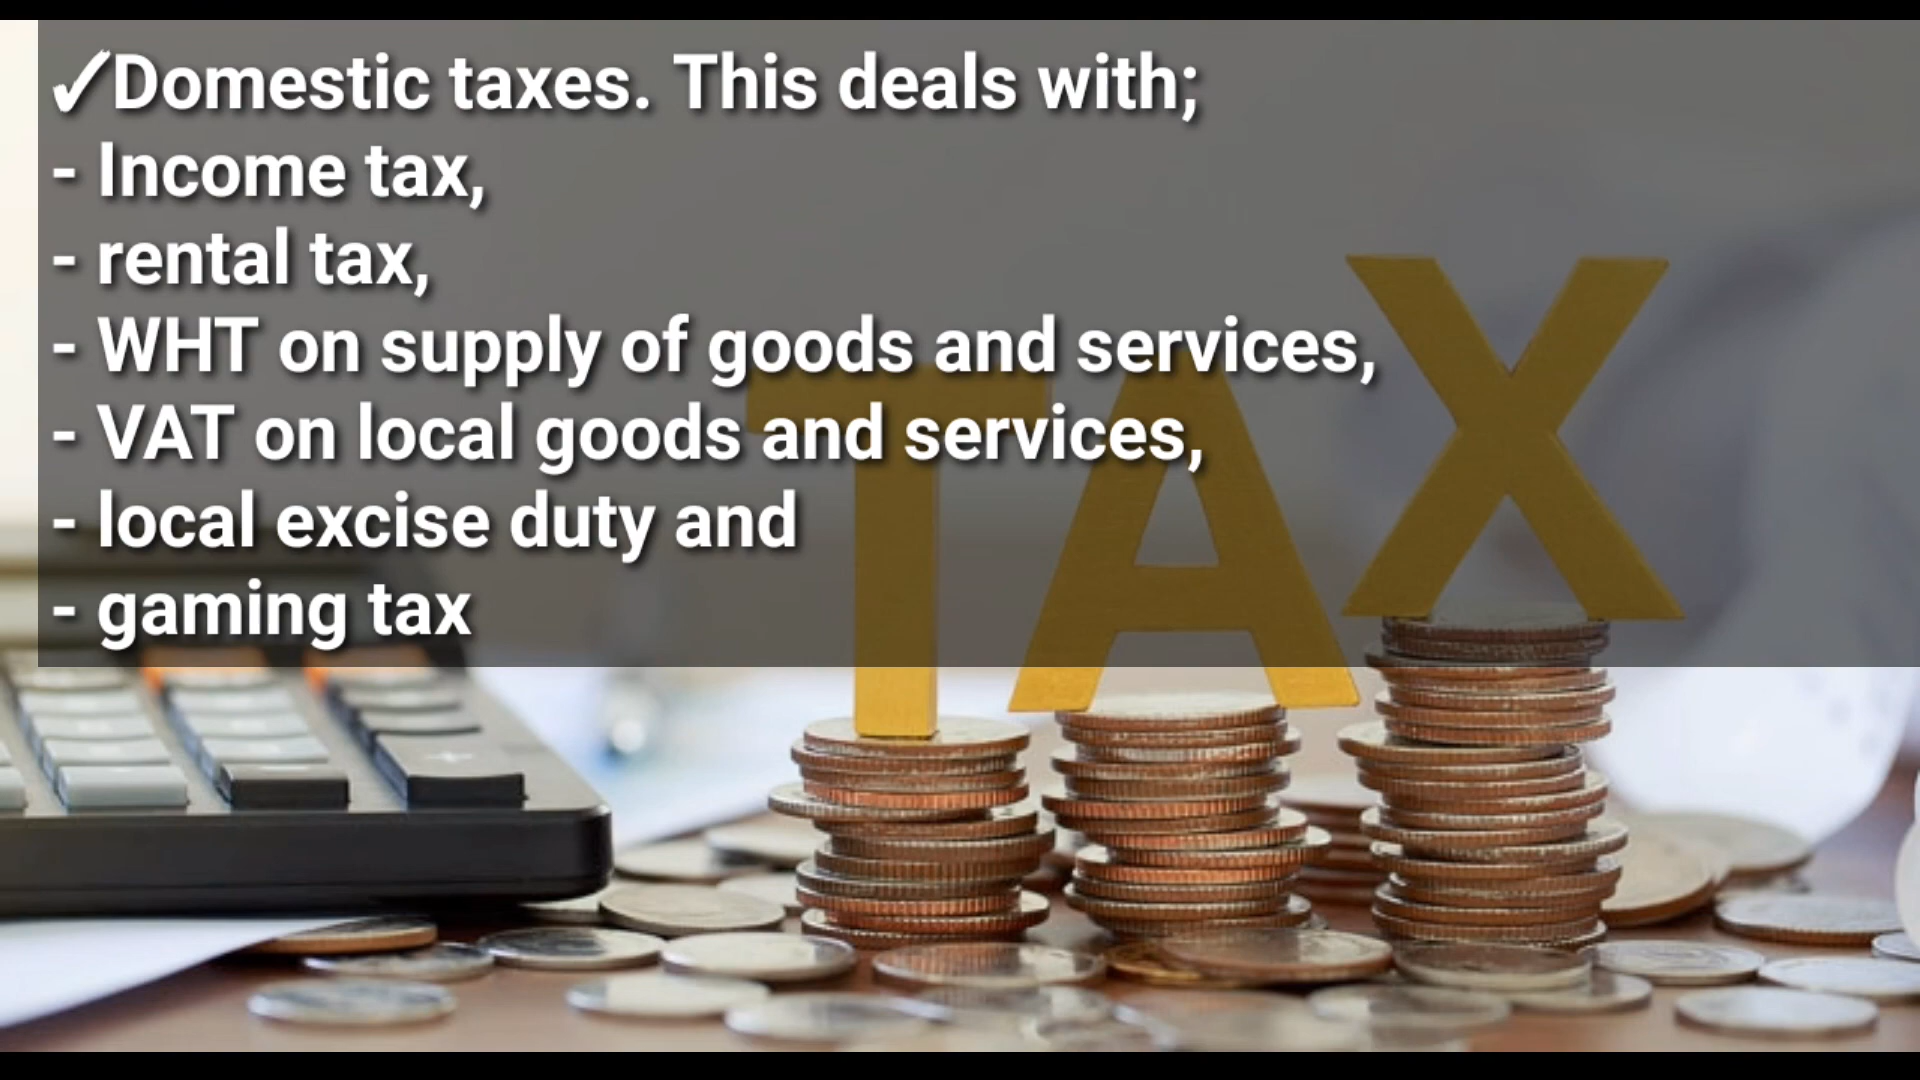 ✓Domestic taxes. This deals with;
- Income tax,
- rental tax,
- WHT on supply of goods and services,
- VAT on local goods and services,
- local excise duty and
- gaming tax
TAX